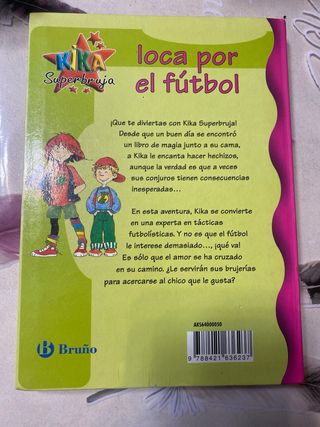 KIKA
Superbruja
loca por
el fútbol
¡Que te diviertas con Kika Superbruja!
Desde que un buen día se encontró
un libro de magia junto a su cama,
a Kika le encanta hacer hechizos,
aunque la verdad es que a veces
sus conjuros tienen consecuencias
inesperadas...
En esta aventura, Kika se convierte
en una experta en tácticas
futbolísticas. Y no es que el fútbol
le interese demasiado..., ¡qué va!
Es sólo que el amor se ha cruzado
en su camino. ¿Le servirán sus brujerías
para acercarse al chico que le gusta?
AK564000050
9 788421 636237
Bruño